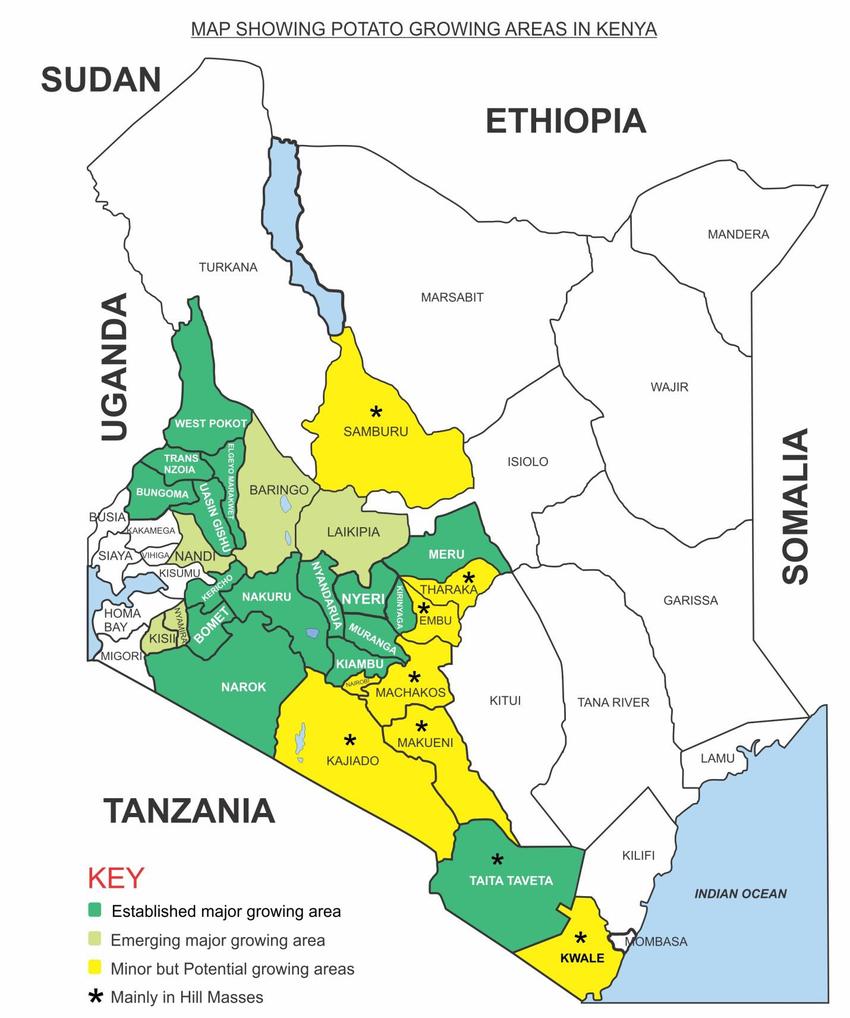 MAP SHOWING POTATO GROWING AREAS IN KENYA
SUDAN
ETHIOPIA
MANDERA
TURKANA
MARSABIT
UGANDA
WAJIR
WEST POKOT
SAMBURU
ISIOLO
SOMALIA
TRANS
NZOIA
ELGEYO MARAKWET
BUNGOMA
UASIN GISHU
BARINGO
BUSIA
KAKAMEGA
LAIKIPIA
SIAYA
VIHIGA
NANDI
MERU
KISUMU
KERICHO
NAKURU
NYANDARUA
NYERI
KIRINYAGA
THARAKA
EMBU
GARISSA
HOMA
BAY
KISII
NYAMIRA
BOMET
MURANGA
MIGORI
KIAMBU
NAROK
NAIROBI
MACHAKOS
KITUI
TANA RIVER
MAKUENI
KAJIADO
LAMU
TANZANIA
KILIFI
TAITA TAVETA
INDIAN OCEAN
MOMBASA
KWALE
KEY
Established major growing area
Emerging major growing area
Minor but Potential growing areas
* Mainly in Hill Masses